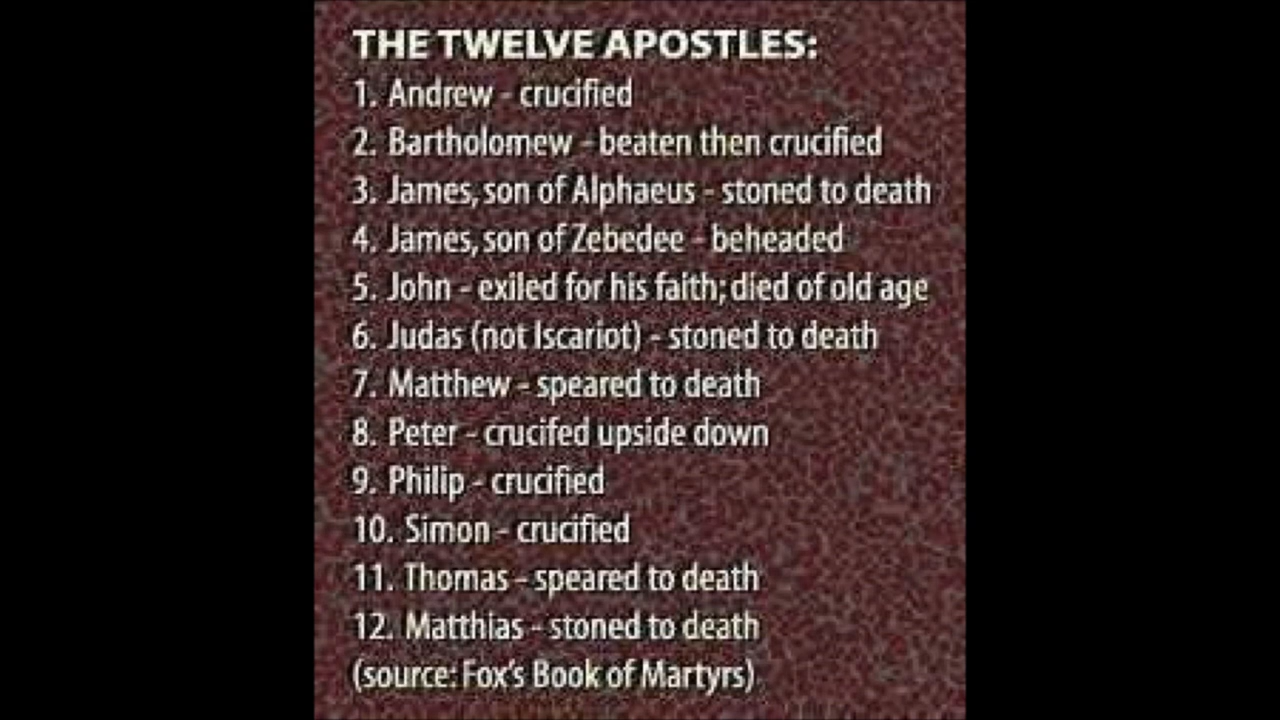 THE TWELVE APOSTLES:
1. Andrew - crucified
2. Bartholomew - beaten then crucified
3. James, son of Alphaeus - stoned to death
4. James, son of Zebedee - beheaded
5. John - exiled for his faith; died of old age
6. Judas (not Iscariot) - stoned to death
7. Matthew - speared to death
8. Peter - crucifed upside down
9. Philip - crucified
10. Simon - crucified
11. Thomas - speared to death
12. Matthias - stoned to death
(source: Fox's Book of Martyrs)